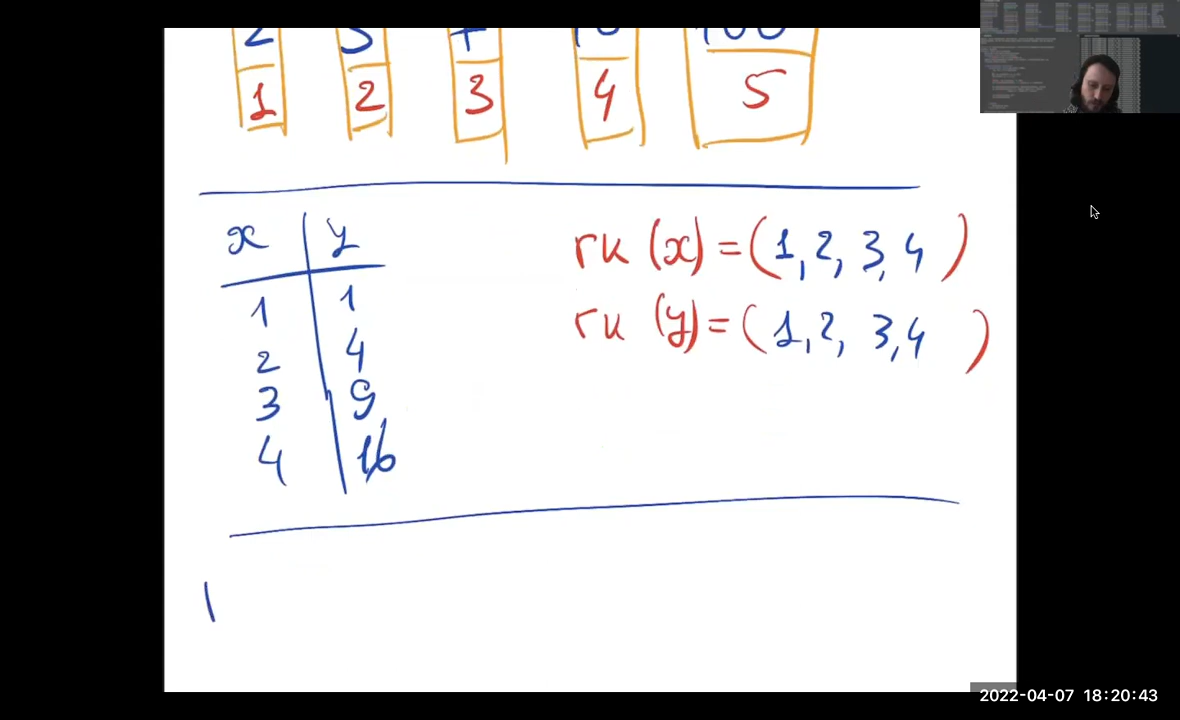 1 2 3 4 5
x y rk (x) = (1, 2, 3, 4 )
1 1 rk (y) = (1, 2, 3, 4 )
2 4
3 9
4 16
2022-04-07 18:20:43